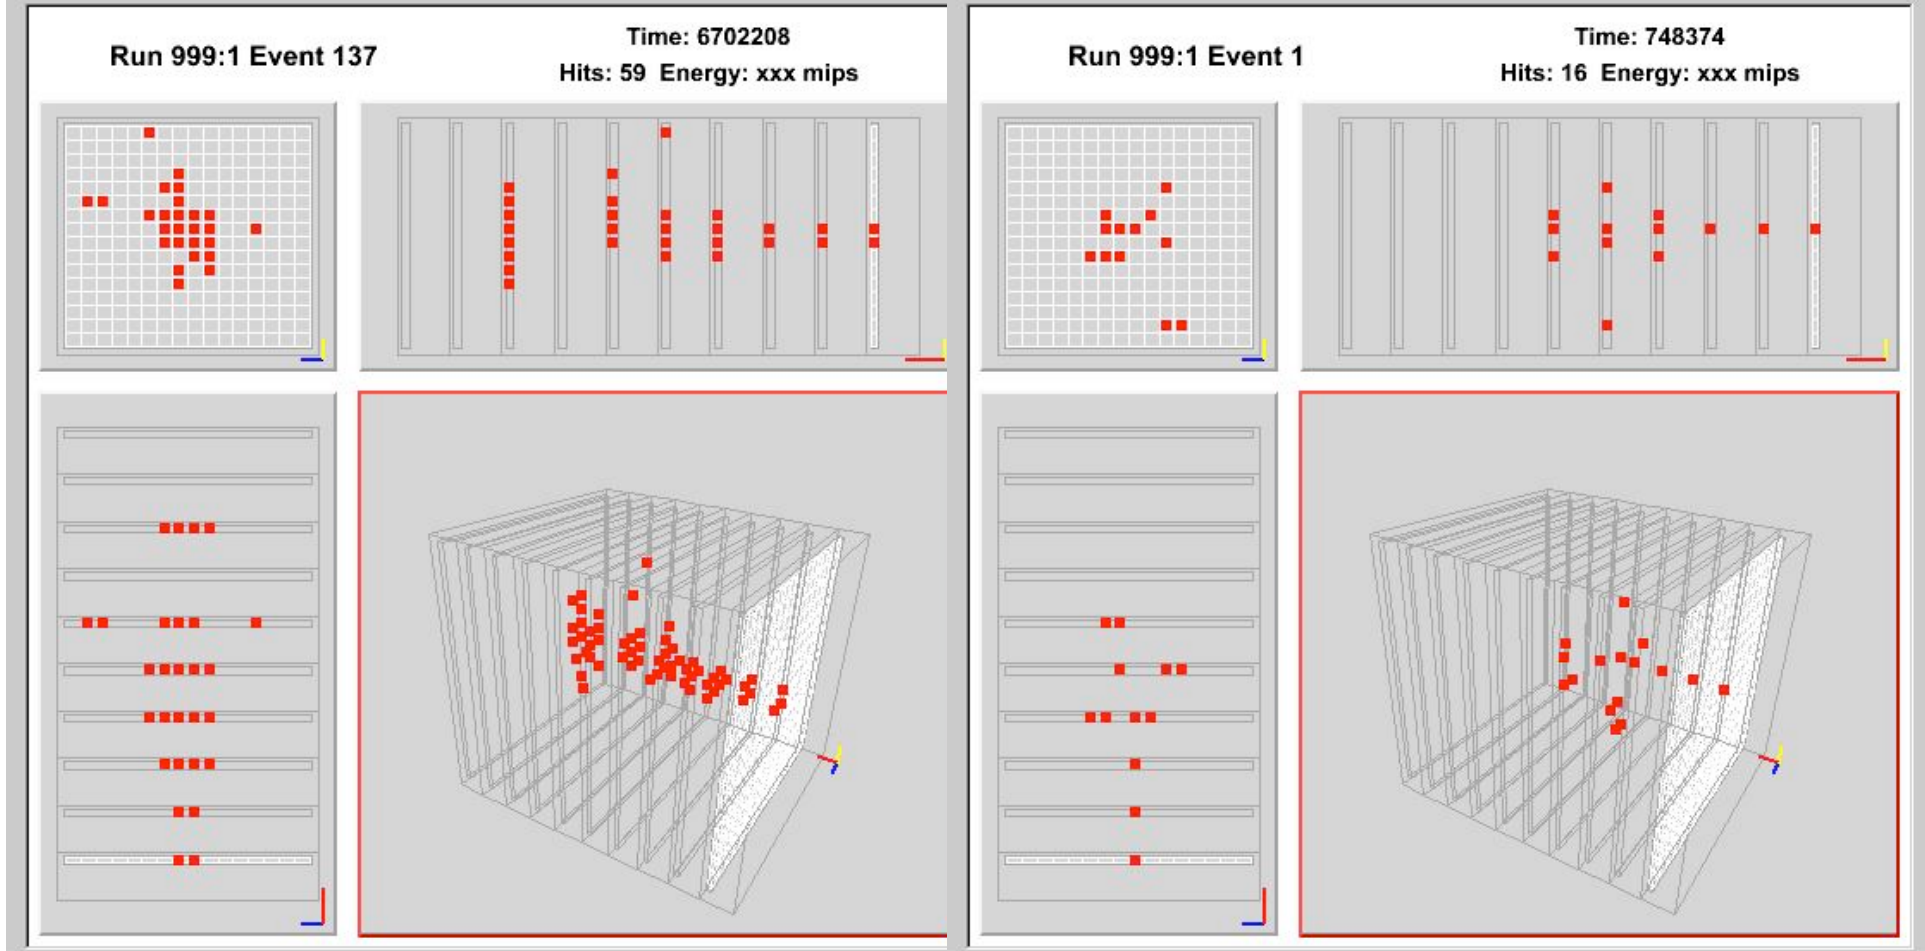 Run 999:1 Event 137
Time: 6702208
Hits: 59 Energy: xxx mips
Run 999:1 Event 1
Time: 748374
Hits: 16 Energy: xxx mips